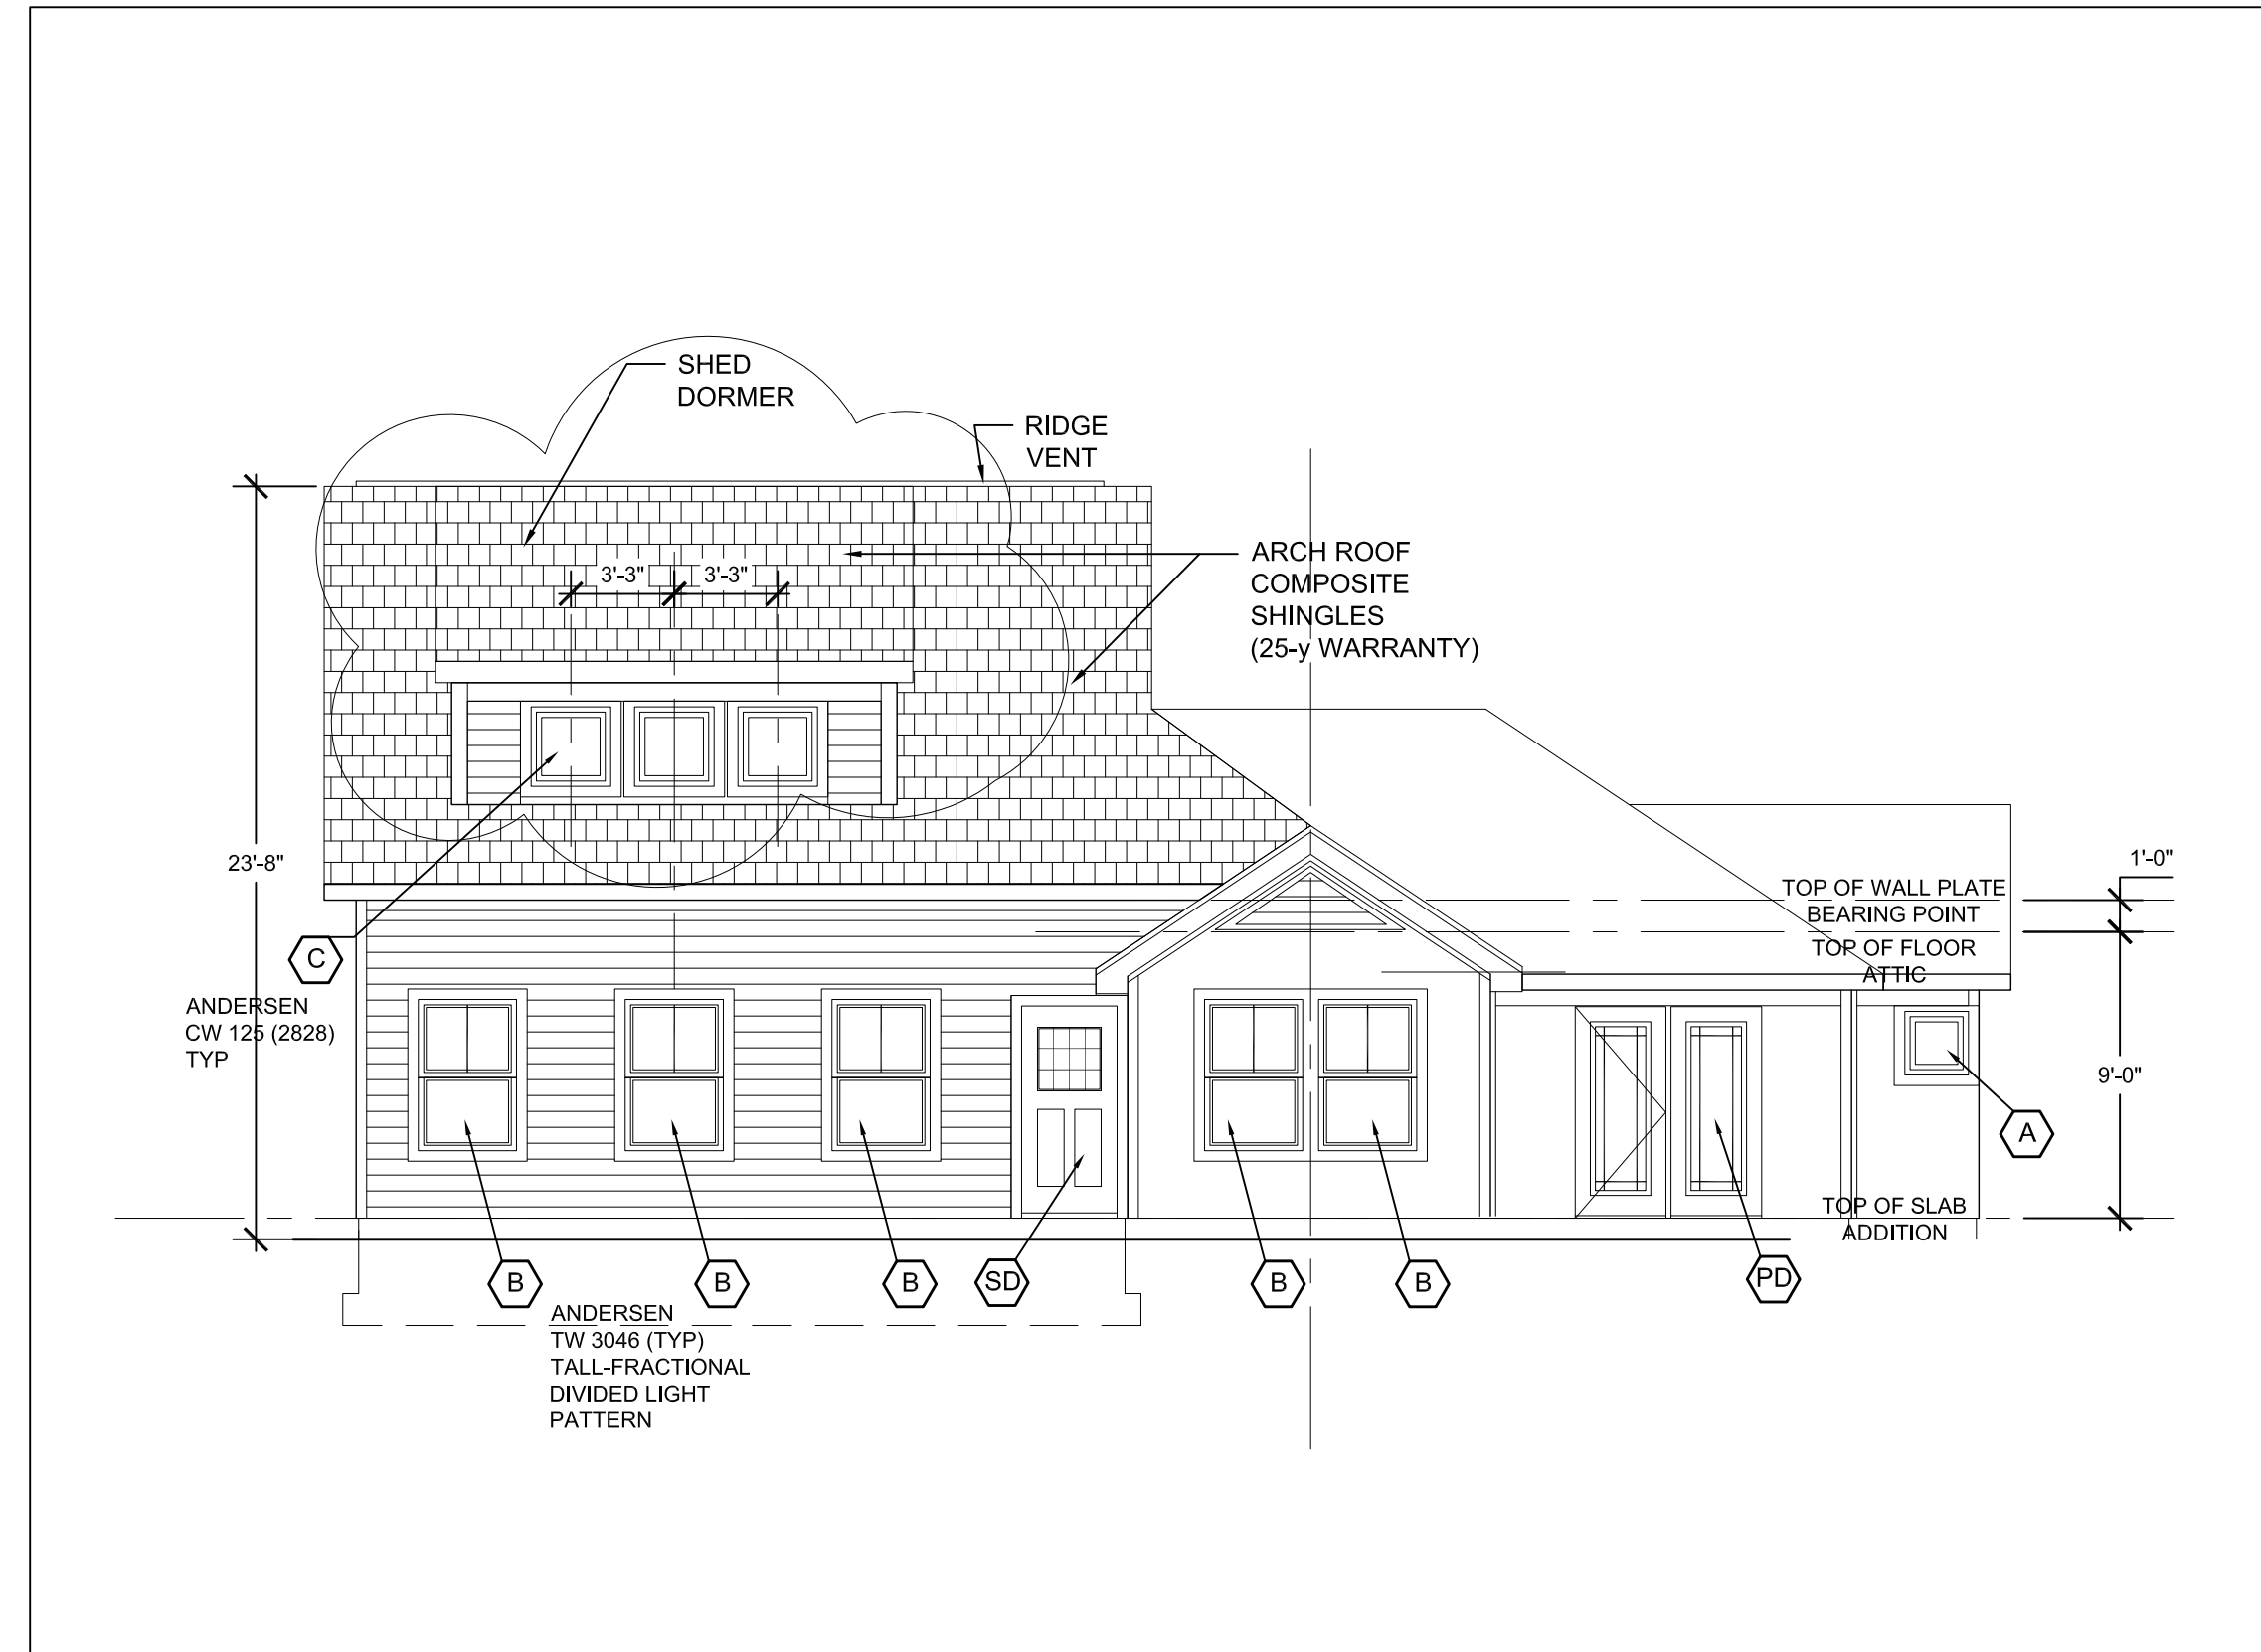 SHED
DORMER
RIDGE
VENT
3'-3"
3'-3"
ARCH ROOF
COMPOSITE
SHINGLES
(25-y WARRANTY)
23'-8"
1'-0"
TOP OF WALL PLATE
BEARING POINT
TOP OF FLOOR
ATTIC
C
ANDERSEN
CW 125 (2828)
TYP
9'-0"
A
TOP OF SLAB
ADDITION
B
B
B
SD
B
B
PD
ANDERSEN
TW 3046 (TYP)
TALL-FRACTIONAL
DIVIDED LIGHT
PATTERN